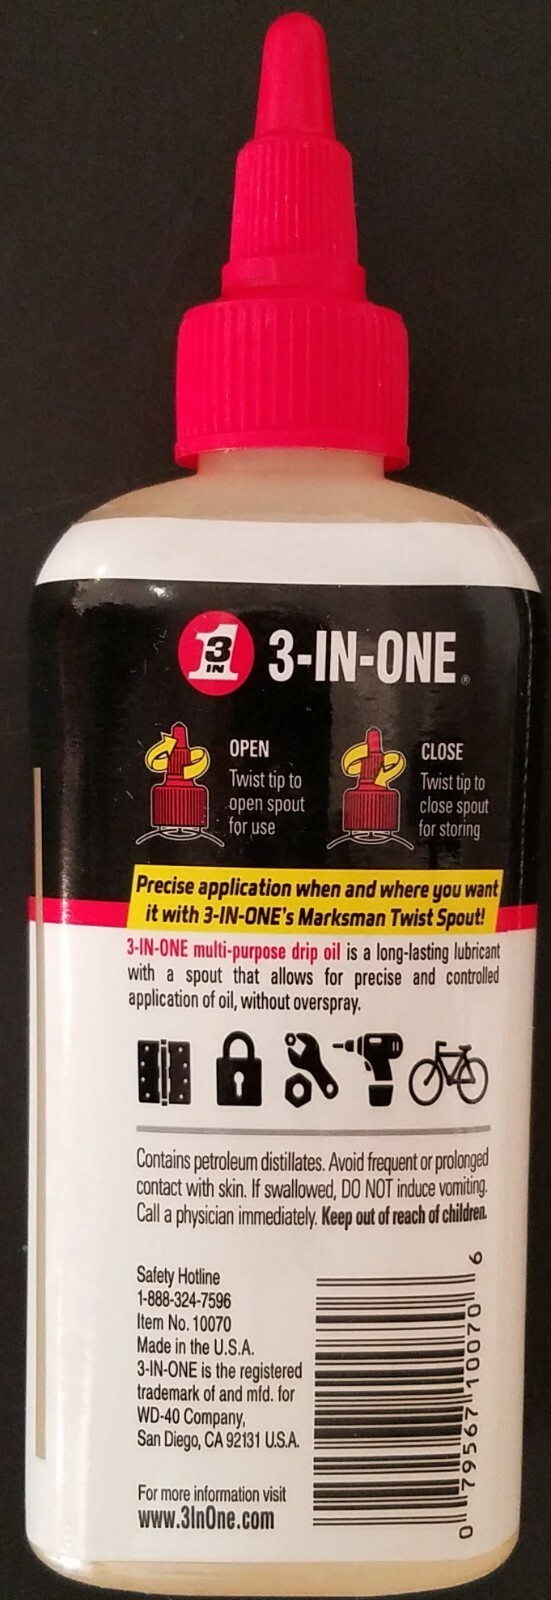 1
3
IN
3-IN-ONE®
OPEN
Twist tip to
open spout
for use
CLOSE
Twist tip to
close spout
for storing
Precise application when and where you want
it with 3-IN-ONE's Marksman Twist Spout!
3-IN-ONE multi-purpose drip oil is a long-lasting lubricant
with a spout that allows for precise and controlled
application of oil, without overspray.
Contains petroleum distillates. Avoid frequent or prolonged
contact with skin. If swallowed, DO NOT induce vomiting.
Call a physician immediately. Keep out of reach of children.
Safety Hotline
1-888-324-7596
Item No. 10070
Made in the U.S.A.
3-IN-ONE is the registered
trademark of and mfd. for
WD-40 Company,
San Diego, CA 92131 U.S.A.
For more information visit
www.3InOne.com
0 79567 10070 6